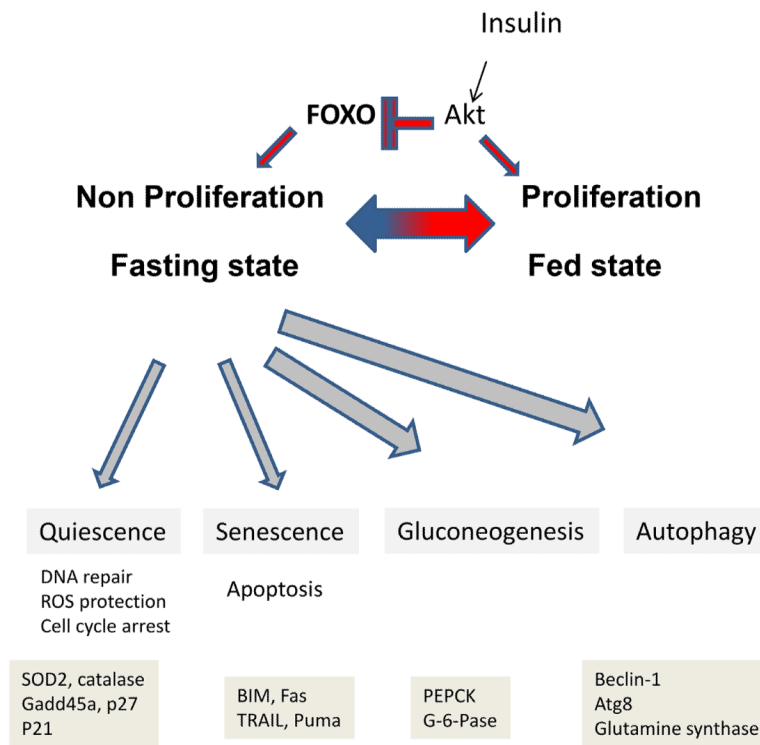 Insulin
FOXO
Akt
Non Proliferation
Proliferation
Fasting state
Fed state
Quiescence
Senescence
Gluconeogenesis
Autophagy
DNA repair
ROS protection
Cell cycle arrest
Apoptosis
SOD2, catalase
Gadd45a, p27
P21
BIM, Fas
TRAIL, Puma
PEPCK
G-6-Pase
Beclin-1
Atg8
Glutamine synthase